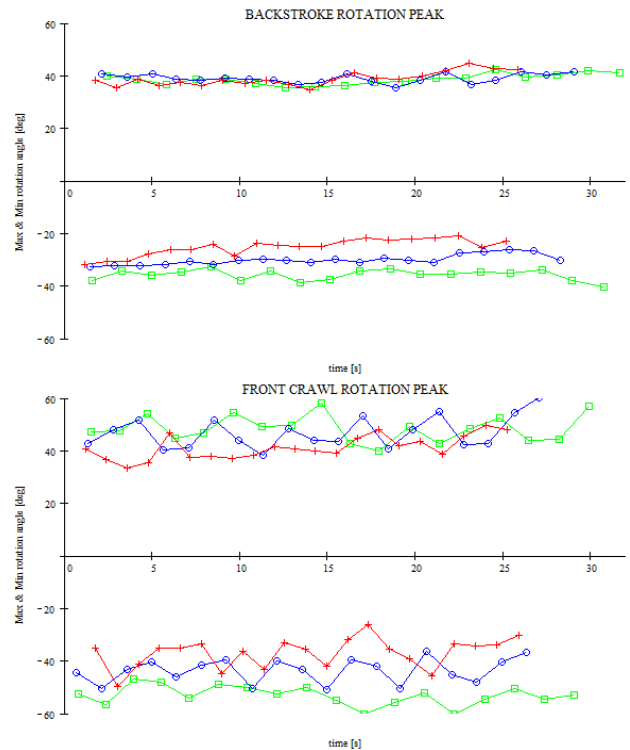 BACKSTROKE ROTATION PEAK
Max & Min rotation angle [deg]
60
40
20
0 5 10 15 20 25 30
−20
−40
−60
time [s]
FRONT CRAWL ROTATION PEAK
Max & Min rotation angle [deg]
60
40
20
0 5 10 15 20 25 30
−20
−40
−60
time [s]